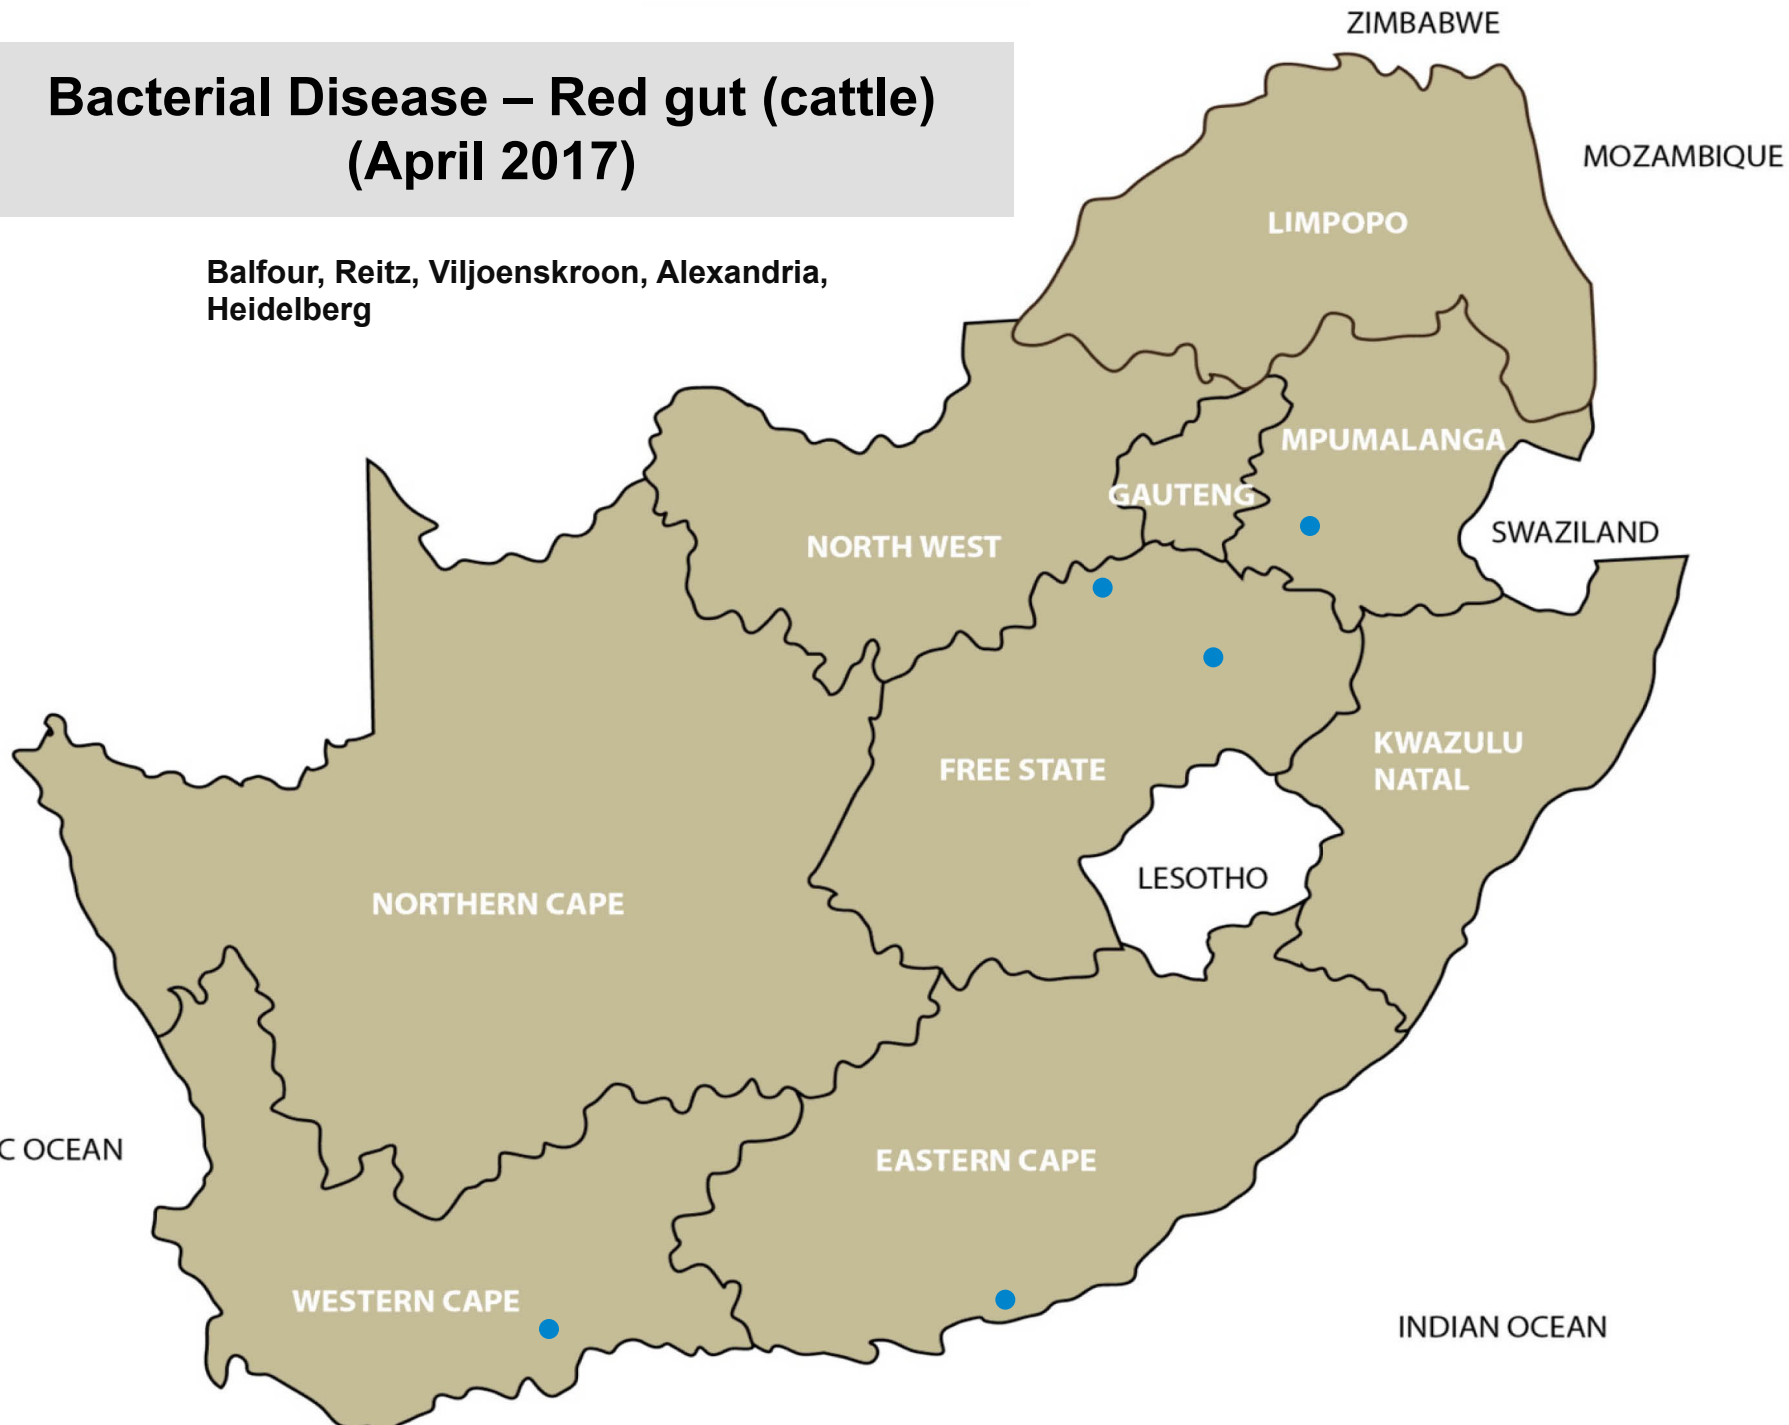 ZIMBABWE
Bacterial Disease – Red gut (cattle)
(April 2017)
MOZAMBIQUE
LIMPOPO
Balfour, Reitz, Viljoenskroon, Alexandria,
Heidelberg
MPUMALANGA
GAUTENG
SWAZILAND
NORTH WEST
KWAZULU
NATAL
FREE STATE
LESOTHO
NORTHERN CAPE
C OCEAN
EASTERN CAPE
WESTERN CAPE
INDIAN OCEAN